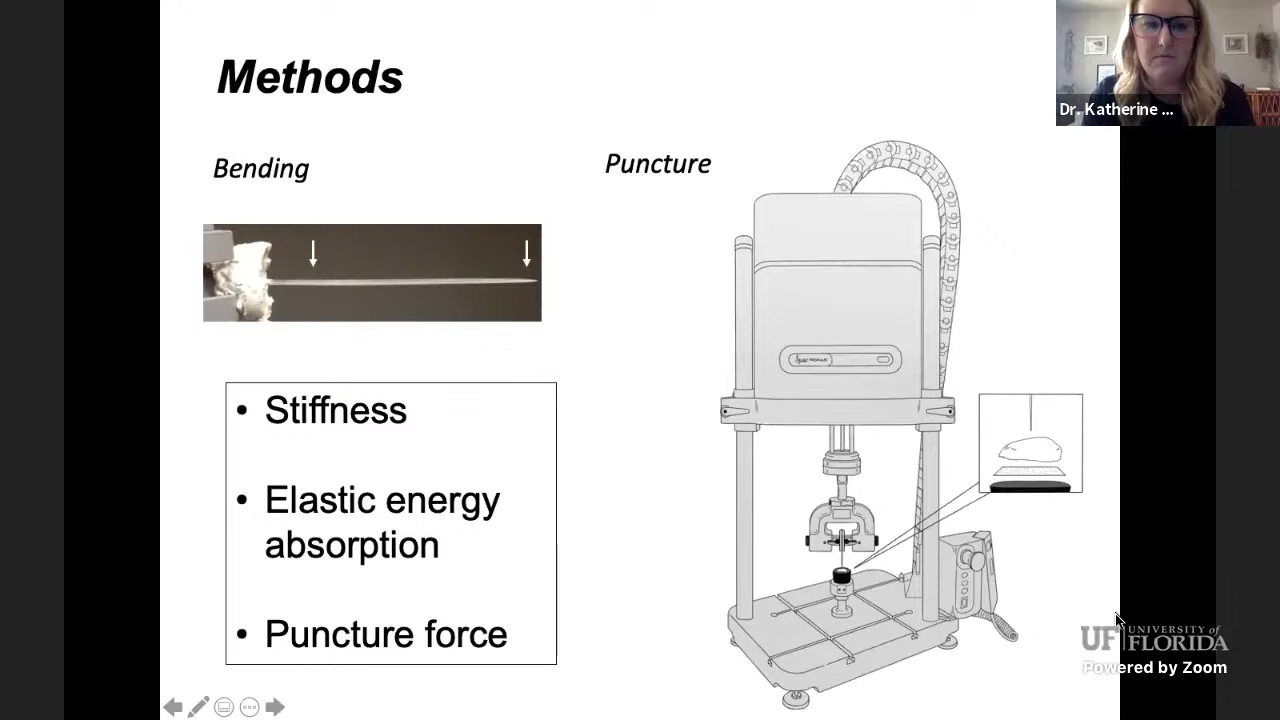 Methods
Dr. Katherine ...
Bending
Puncture
• Stiffness
• Elastic energy
absorption
• Puncture force
UF UNIVERSITY of
FLORIDA
Powered by Zoom